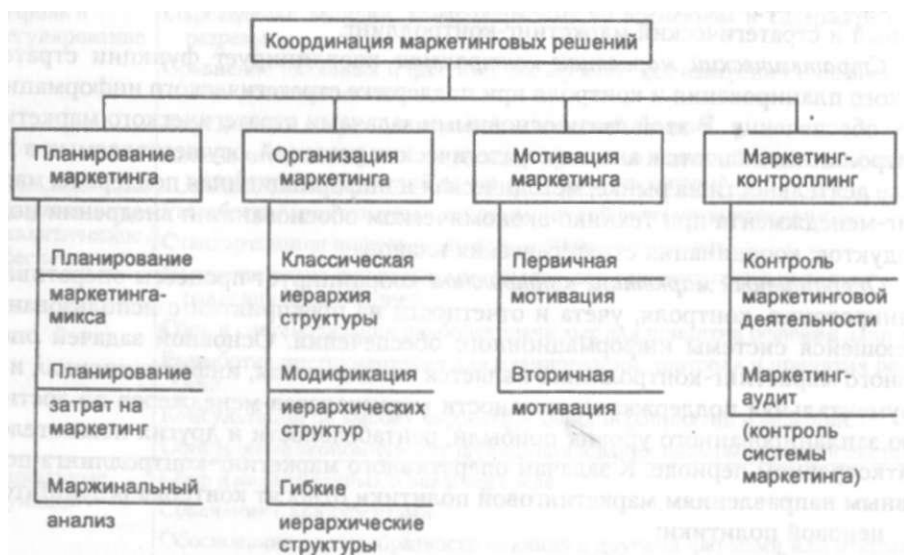 Координация маркетинговых решений
Планирование
маркетинга
Организация
маркетинга
Мотивация
маркетинга
Маркетинг-
контроллинг
Планирование
маркетинга-
микса
Планирование
затрат на
маркетинг
Маржинальный
анализ
Классическая
иерархия
структуры
Модификация
иерархических
структур
Гибкие
иерархические
структуры
Первичная
мотивация
Вторичная
мотивация
Контроль
маркетинговой
деятельности
Маркетинг-
аудит
(контроль
системы
маркетинга)